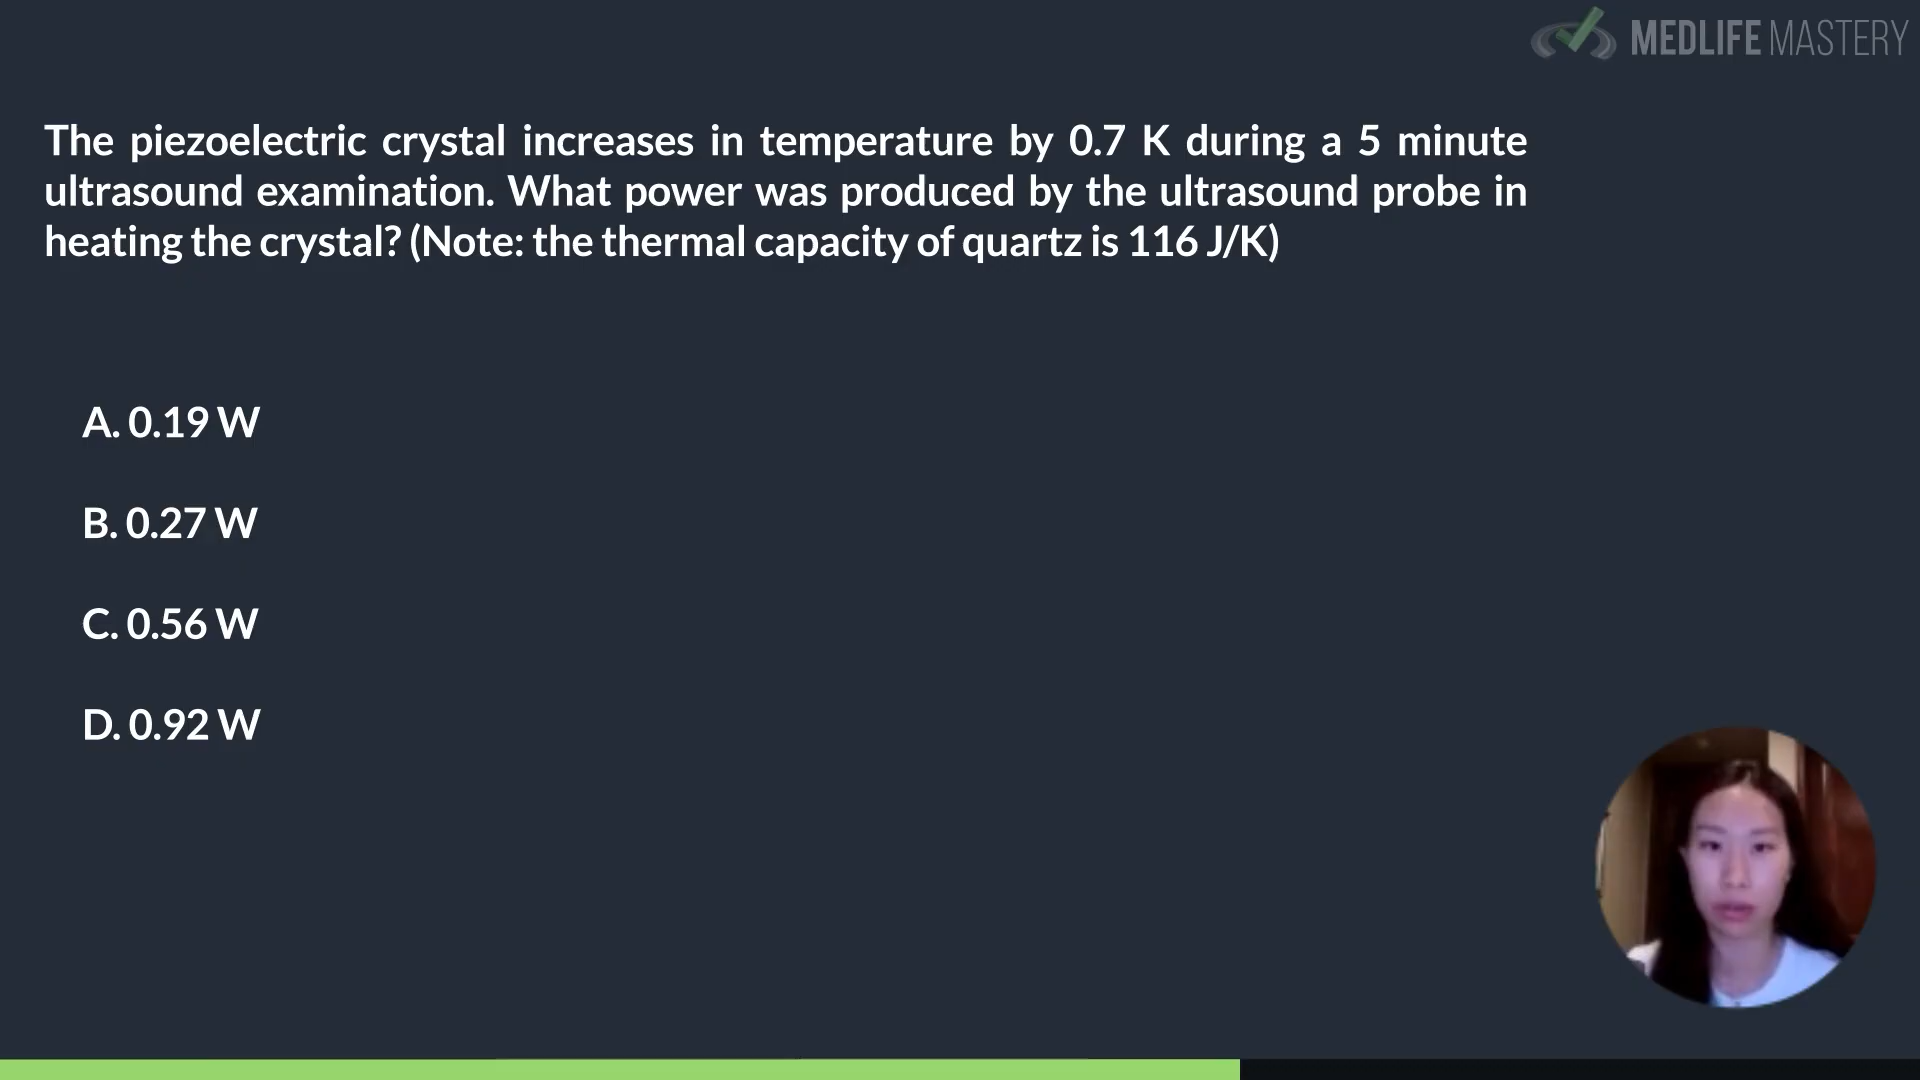 MEDLIFE MASTERY
The piezoelectric crystal increases in temperature by 0.7 K during a 5 minute
ultrasound examination. What power was produced by the ultrasound probe in
heating the crystal? (Note: the thermal capacity of quartz is 116 J/K)
A. 0.19 W
B. 0.27 W
C. 0.56 W
D. 0.92 W